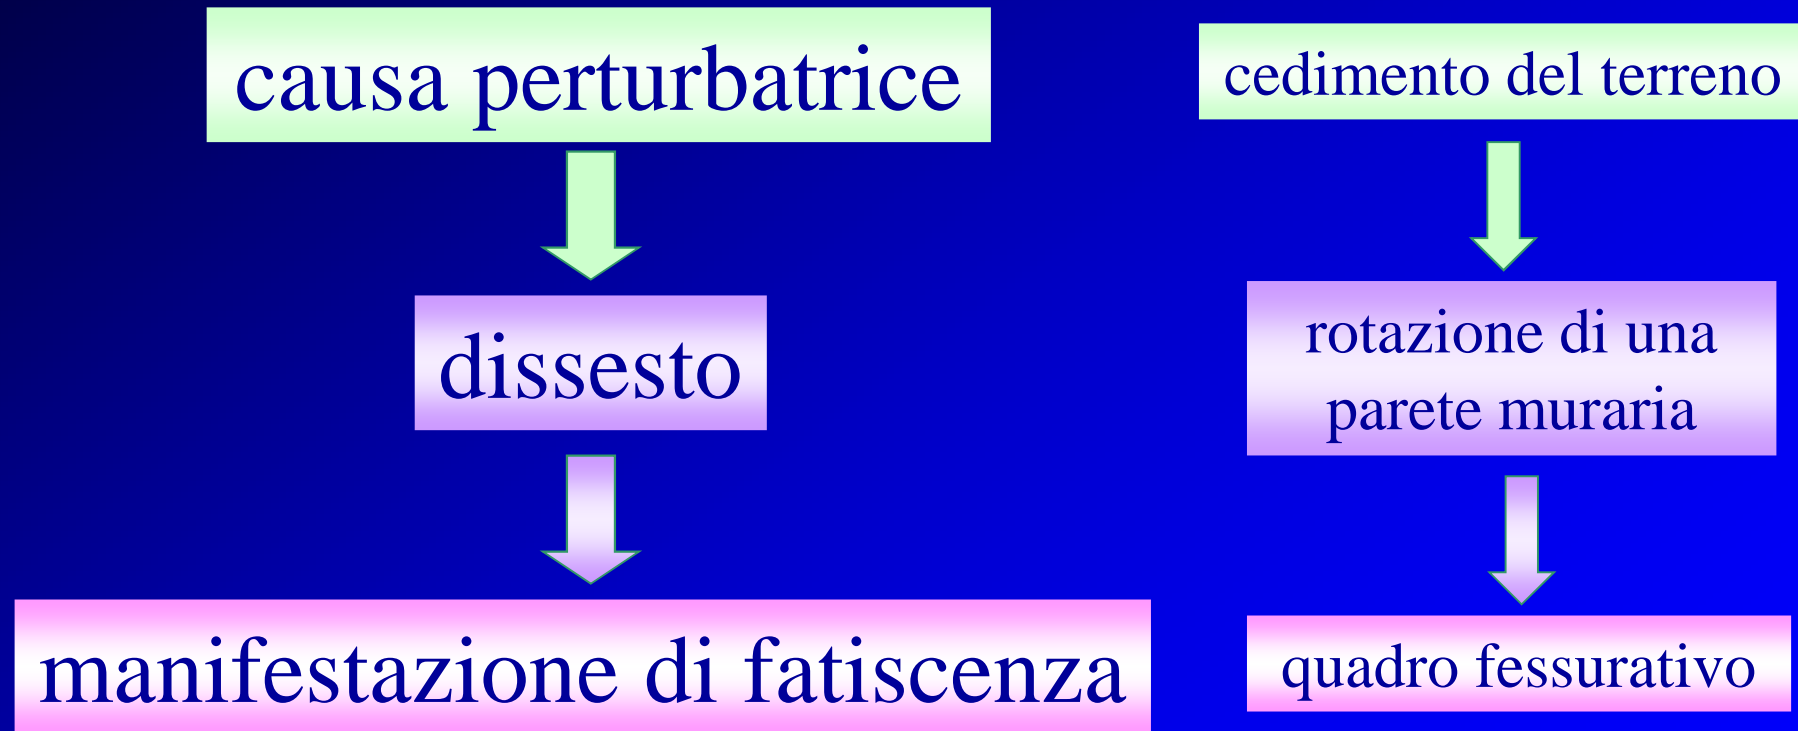 causa perturbatrice
dissesto
manifestazione di fatiscenza
cedimento del terreno
rotazione di una
parete muraria
quadro fessurativo